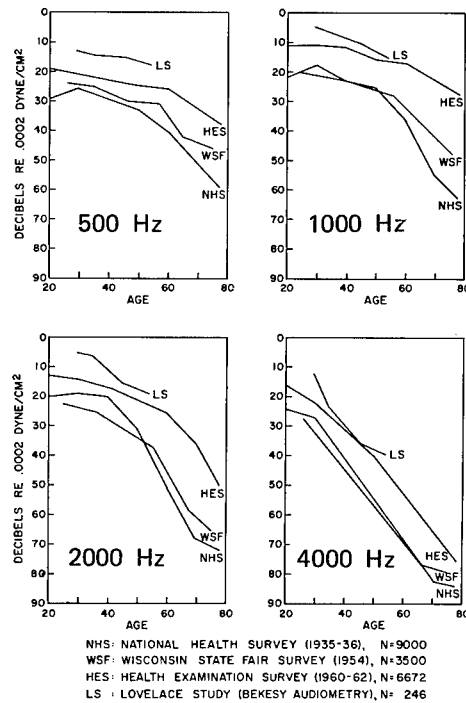 DECIBELS RE .0002 DYNE/CM²
0
10
20
30
40
50
60
70
80
90
LS
HES
WSF
NHS
500 Hz
20
40
60
80
AGE
0
10
20
30
40
50
60
70
80
90
LS
HES
WSF
NHS
1000 Hz
20
40
60
80
AGE
DECIBELS RE .0002 DYNE/CM²
0
10
20
30
40
50
60
70
80
90
LS
HES
WSF
NHS
2000 Hz
20
40
60
80
AGE
0
10
20
30
40
50
60
70
80
90
LS
HES
WSF
NHS
4000 Hz
20
40
60
80
AGE
NHS: NATIONAL HEALTH SURVEY (1935-36), N=9000
WSF: WISCONSIN STATE FAIR SURVEY (1954), N=3500
HES: HEALTH EXAMINATION SURVEY (1960-62), N=6672
LS : LOVELACE STUDY (BEKESY AUDIOMETRY), N= 246